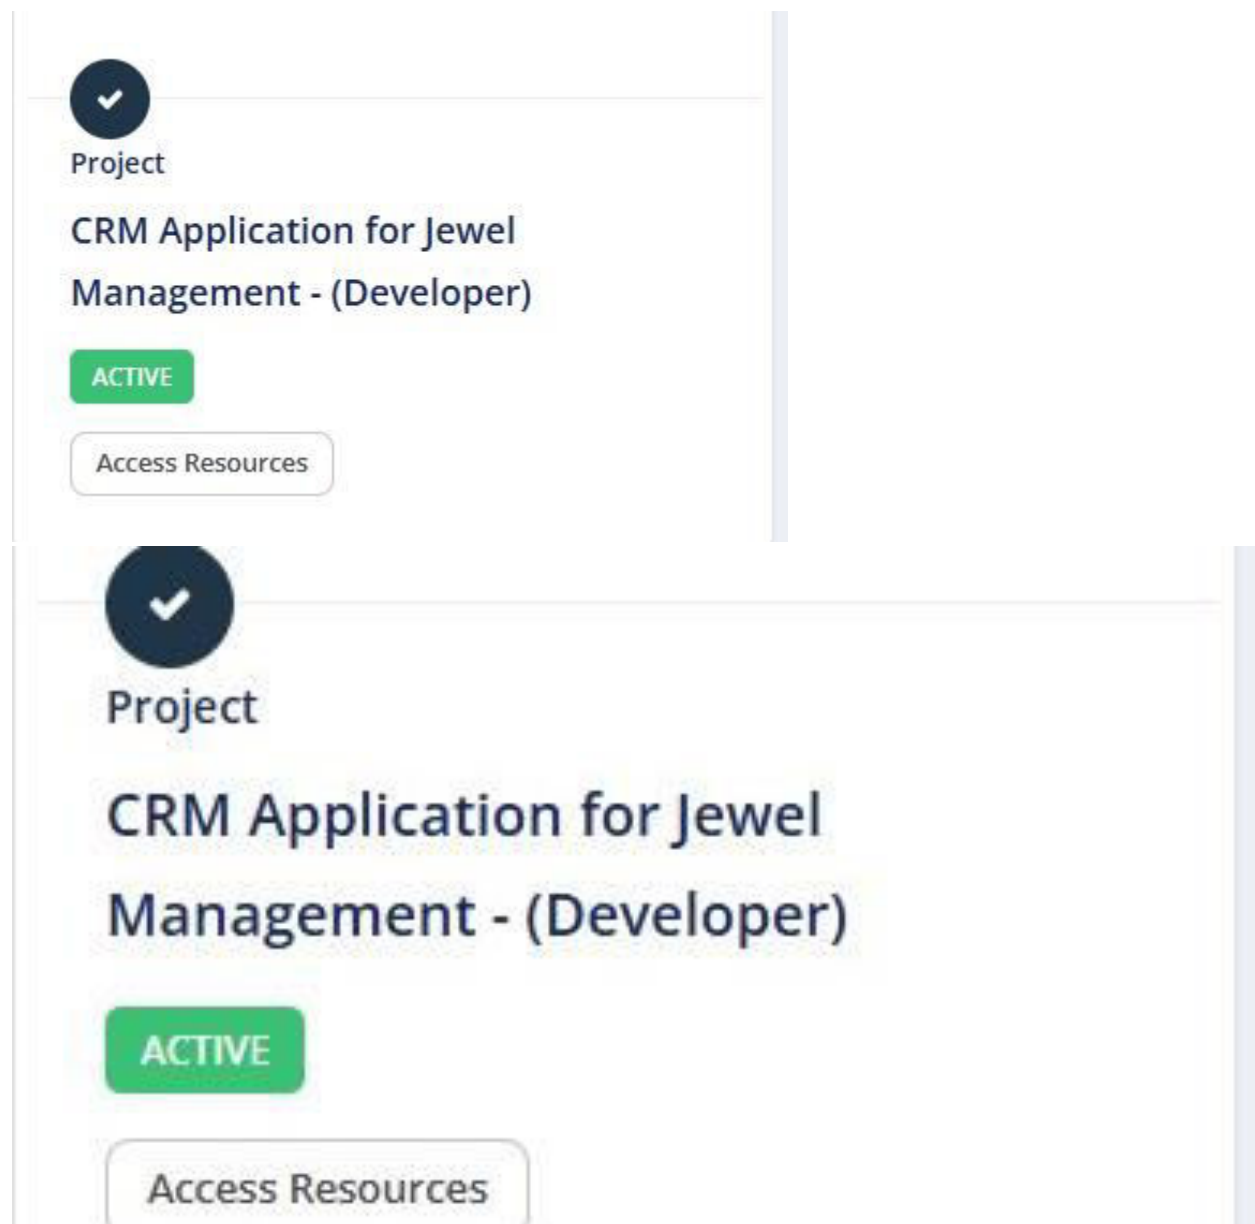 Project
CRM Application for Jewel
Management - (Developer)
ACTIVE
Access Resources
Project
CRM Application for Jewel
Management - (Developer)
ACTIVE
Access Resources